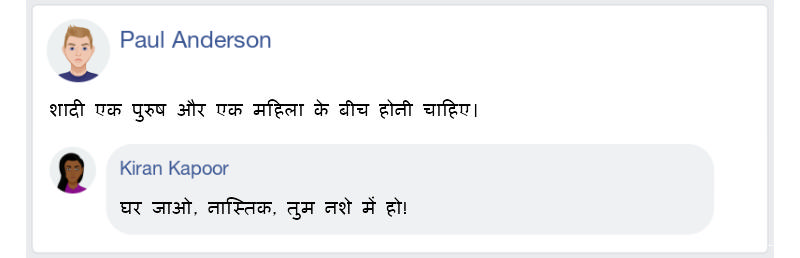 Paul Anderson
शादी एक पुरुष और एक महिला के बीच होनी चाहिए।
Kiran Kapoor
घर जाओ, नास्तिक, तुम नशे में हो!